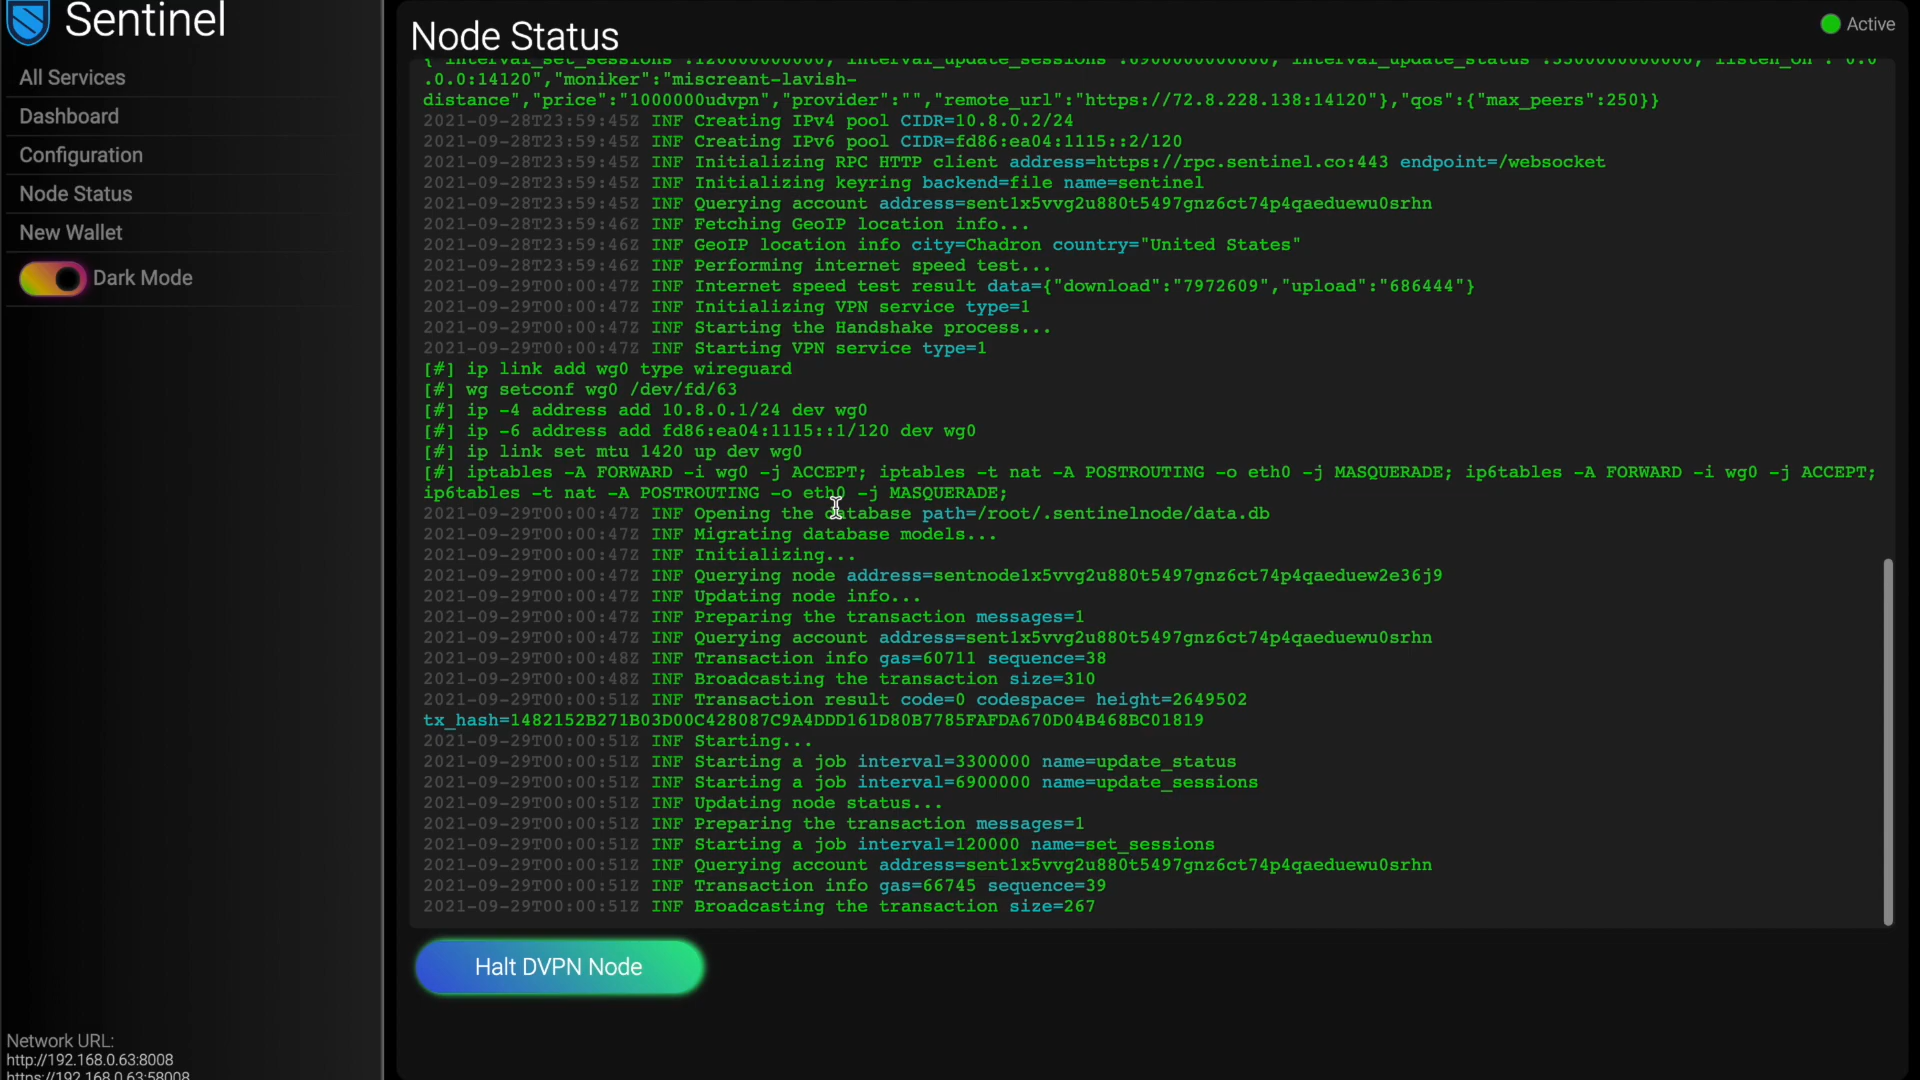 Sentinel
All Services
Dashboard
Configuration
Node Status
New Wallet
Dark Mode
Network URL:
http://192.168.0.63:8008
https://192.168.0.63:58008
Node Status
Active
{"interval_set_sessions":120000000000,"interval_update_sessions":6900000000000,"interval_update_status":3300000000000,"listen_on":"0.0
.0.0:14120","moniker":"miscreant-lavish-
distance","price":"1000000udvpn","provider":"","remote_url":"https://72.8.228.138:14120"},"qos":{"max_peers":250}}
2021-09-28T23:59:45Z INF Creating IPv4 pool CIDR=10.8.0.2/24
2021-09-28T23:59:45Z INF Creating IPv6 pool CIDR=fd86:ea04:1115::2/120
2021-09-28T23:59:45Z INF Initializing RPC HTTP client address=https://rpc.sentinel.co:443 endpoint=/websocket
2021-09-28T23:59:45Z INF Initializing keyring backend=file name=sentinel
2021-09-28T23:59:45Z INF Querying account address=sent1x5vvg2u880t5497gnz6ct74p4qaeduewu0srhn
2021-09-28T23:59:46Z INF Fetching GeoIP location info...
2021-09-28T23:59:46Z INF GeoIP location info city=Chadron country="United States"
2021-09-28T23:59:46Z INF Performing internet speed test...
2021-09-29T00:00:47Z INF Internet speed test result data={"download":"7972609","upload":"686444"}
2021-09-29T00:00:47Z INF Initializing VPN service type=1
2021-09-29T00:00:47Z INF Starting the Handshake process...
2021-09-29T00:00:47Z INF Starting VPN service type=1
[#] ip link add wg0 type wireguard
[#] wg setconf wg0 /dev/fd/63
[#] ip -4 address add 10.8.0.1/24 dev wg0
[#] ip -6 address add fd86:ea04:1115::1/120 dev wg0
[#] ip link set mtu 1420 up dev wg0
[#] iptables -A FORWARD -i wg0 -j ACCEPT; iptables -t nat -A POSTROUTING -o eth0 -j MASQUERADE; ip6tables -A FORWARD -i wg0 -j ACCEPT;
ip6tables -t nat -A POSTROUTING -o eth0 -j MASQUERADE;
2021-09-29T00:00:47Z INF Opening the database path=/root/.sentinelnode/data.db
2021-09-29T00:00:47Z INF Migrating database models...
2021-09-29T00:00:47Z INF Initializing...
2021-09-29T00:00:47Z INF Querying node address=sentnode1x5vvg2u880t5497gnz6ct74p4qaeduew2e36j9
2021-09-29T00:00:47Z INF Updating node info...
2021-09-29T00:00:47Z INF Preparing the transaction messages=1
2021-09-29T00:00:47Z INF Querying account address=sent1x5vvg2u880t5497gnz6ct74p4qaeduewu0srhn
2021-09-29T00:00:48Z INF Transaction info gas=60711 sequence=38
2021-09-29T00:00:48Z INF Broadcasting the transaction size=310
2021-09-29T00:00:51Z INF Transaction result code=0 codespace= height=2649502
tx_hash=1482152B271B03D00C428087C9A4DDD161D80B7785FAFDA670D04B468BC01819
2021-09-29T00:00:51Z INF Starting...
2021-09-29T00:00:51Z INF Starting a job interval=3300000 name=update_status
2021-09-29T00:00:51Z INF Starting a job interval=6900000 name=update_sessions
2021-09-29T00:00:51Z INF Updating node status...
2021-09-29T00:00:51Z INF Preparing the transaction messages=1
2021-09-29T00:00:51Z INF Starting a job interval=120000 name=set_sessions
2021-09-29T00:00:51Z INF Querying account address=sent1x5vvg2u880t5497gnz6ct74p4qaeduewu0srhn
2021-09-29T00:00:51Z INF Transaction info gas=66745 sequence=39
2021-09-29T00:00:51Z INF Broadcasting the transaction size=267
Halt DVPN Node